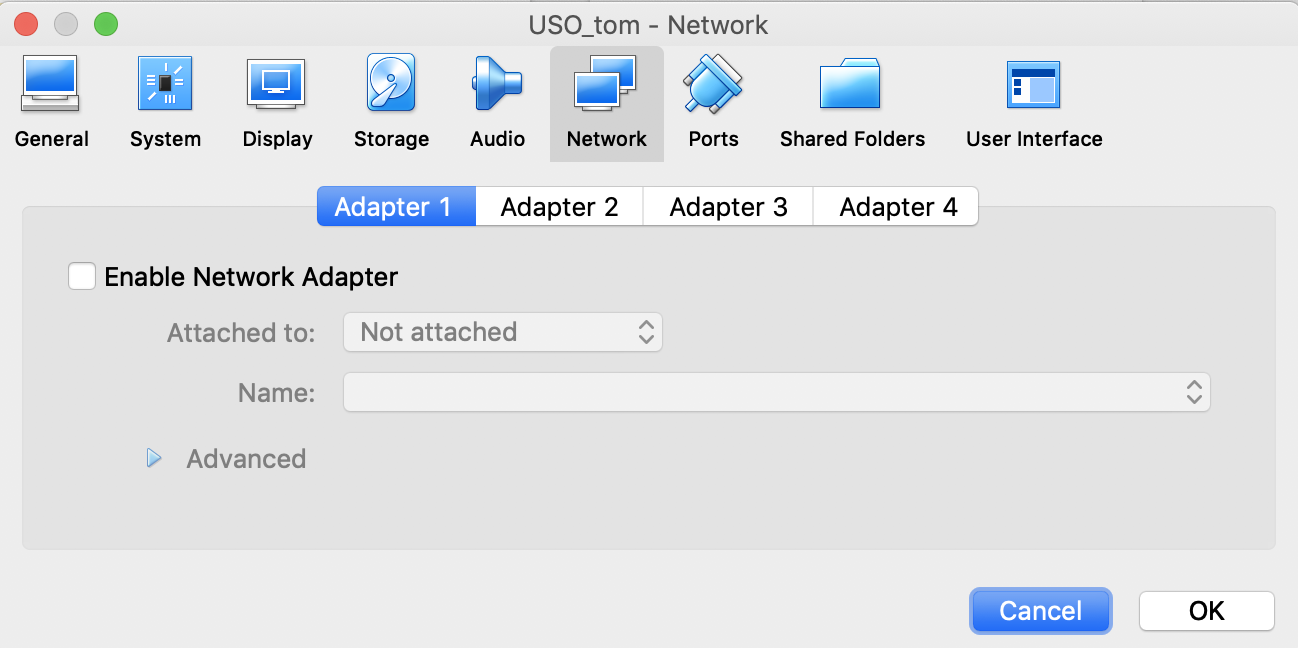 USO_tom - Network
General System Display Storage Audio Network Ports Shared Folders User Interface
Adapter 1 Adapter 2 Adapter 3 Adapter 4
Enable Network Adapter
Attached to: Not attached
Name:
Advanced
Cancel OK